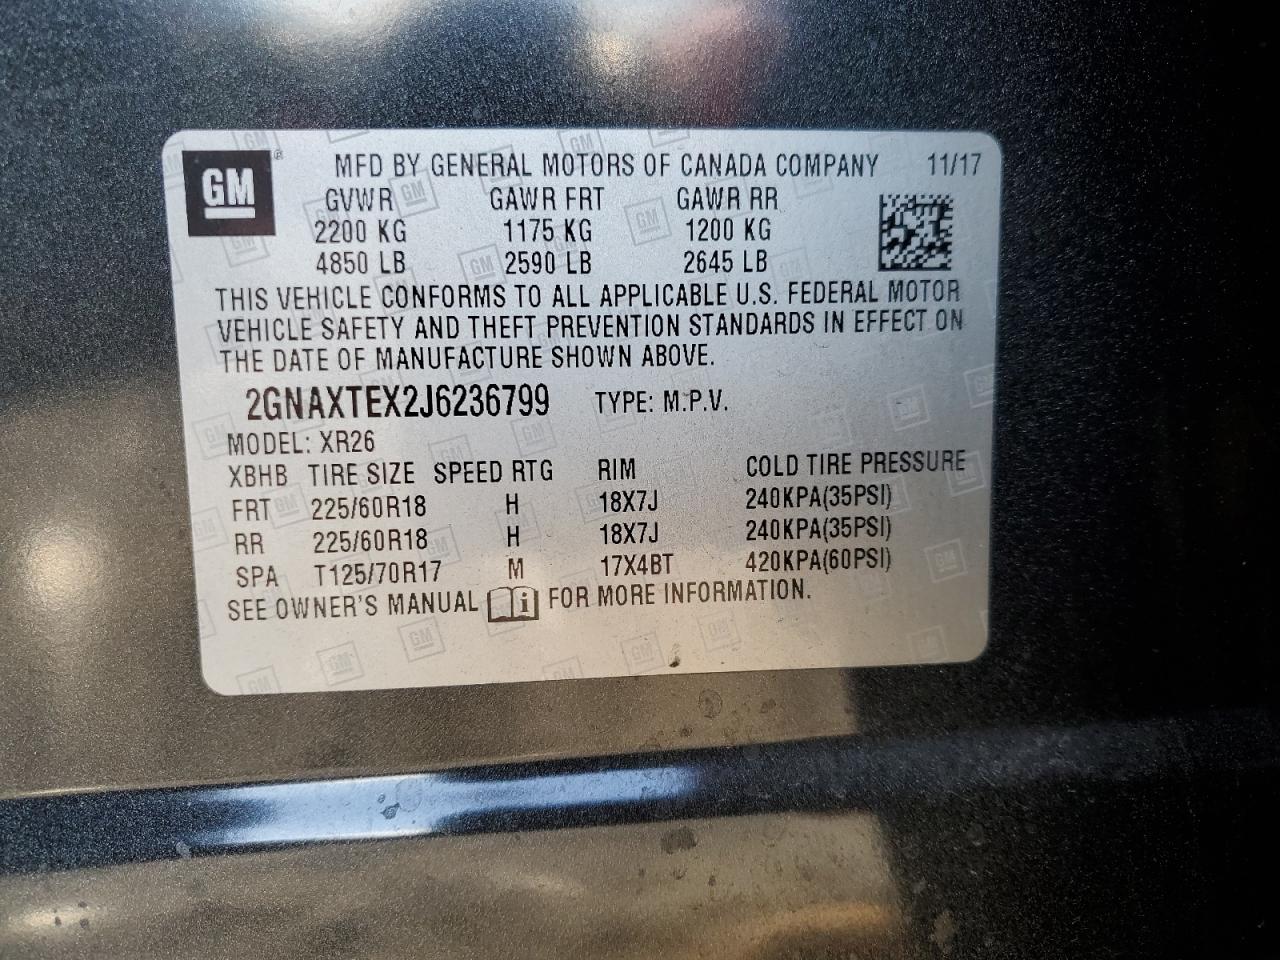 GM
MFD BY GENERAL MOTORS OF CANADA COMPANY 11/17
GVWR GAWR FRT GAWR RR
2200 KG 1175 KG 1200 KG
4850 LB 2590 LB 2645 LB
THIS VEHICLE CONFORMS TO ALL APPLICABLE U.S. FEDERAL MOTOR
VEHICLE SAFETY AND THEFT PREVENTION STANDARDS IN EFFECT ON
THE DATE OF MANUFACTURE SHOWN ABOVE.
2GNAXTEX2J6236799 TYPE: M.P.V.
MODEL: XR26
XBHB TIRE SIZE SPEED RTG RIM COLD TIRE PRESSURE
FRT 225/60R18 H 18X7J 240KPA(35PSI)
RR 225/60R18 H 18X7J 240KPA(35PSI)
SPA T125/70R17 M 17X4BT 420KPA(60PSI)
SEE OWNER'S MANUAL i FOR MORE INFORMATION.